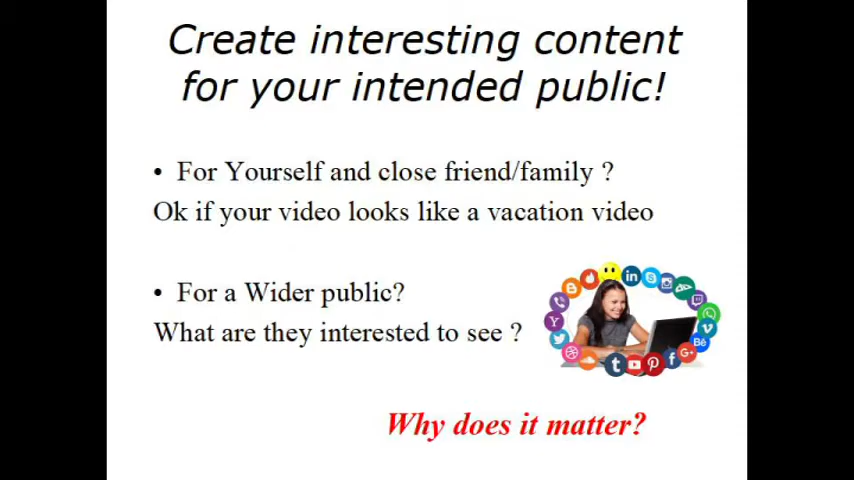 Create interesting content
for your intended public!
• For Yourself and close friend/family ?
Ok if your video looks like a vacation video
• For a Wider public?
What are they interested to see ?
Why does it matter?